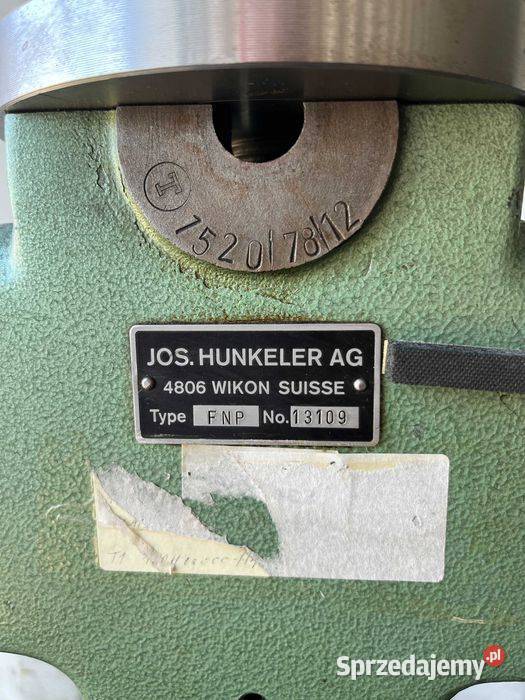 7520/78/12
JOS. HUNKELER AG
4806 WIKON SUISSE
Type FNP No. 13109
Sprzedajemy.pl